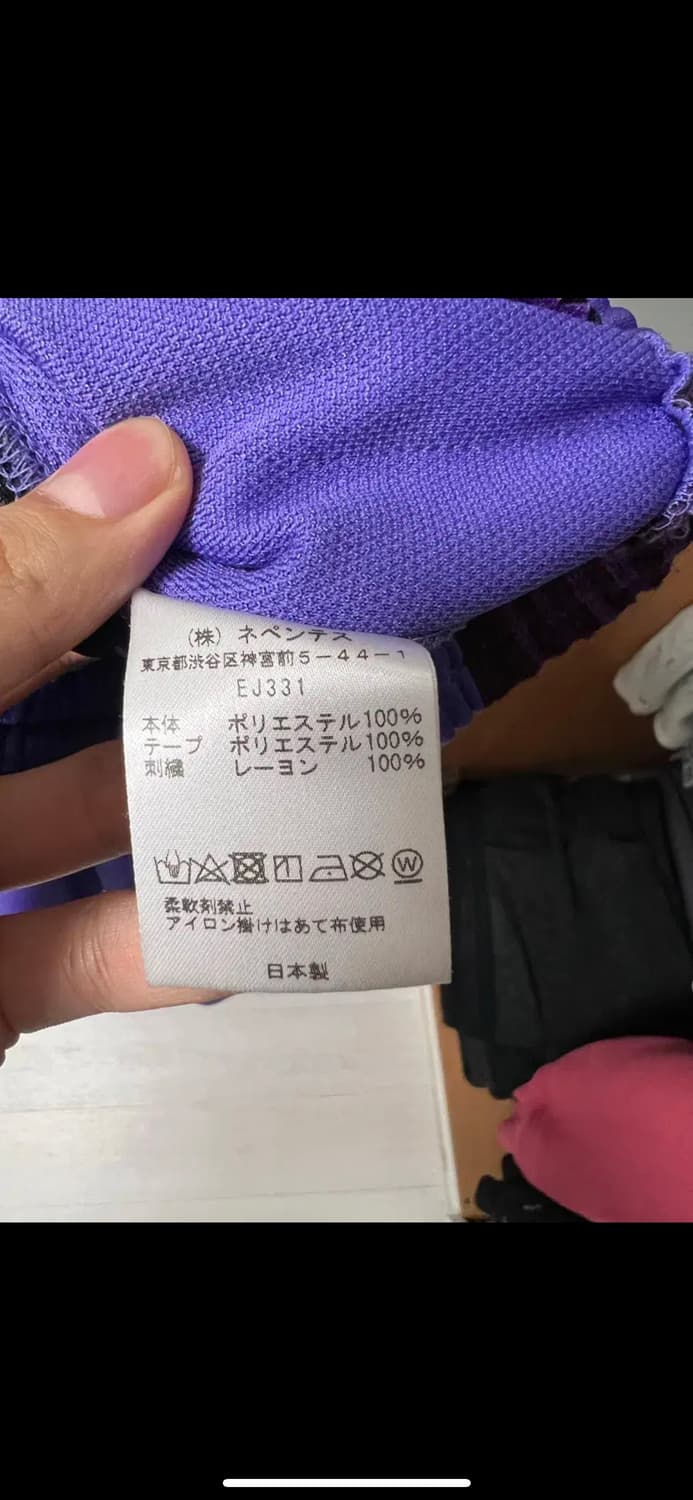 (株) ネペンテス
東京都渋谷区神宮前5-44-1
EJ331
本体 ポリエステル100%
テープ ポリエステル100%
刺繍 レーヨン 100%
W
柔軟剤禁止
アイロン掛けはあて布使用
日本製